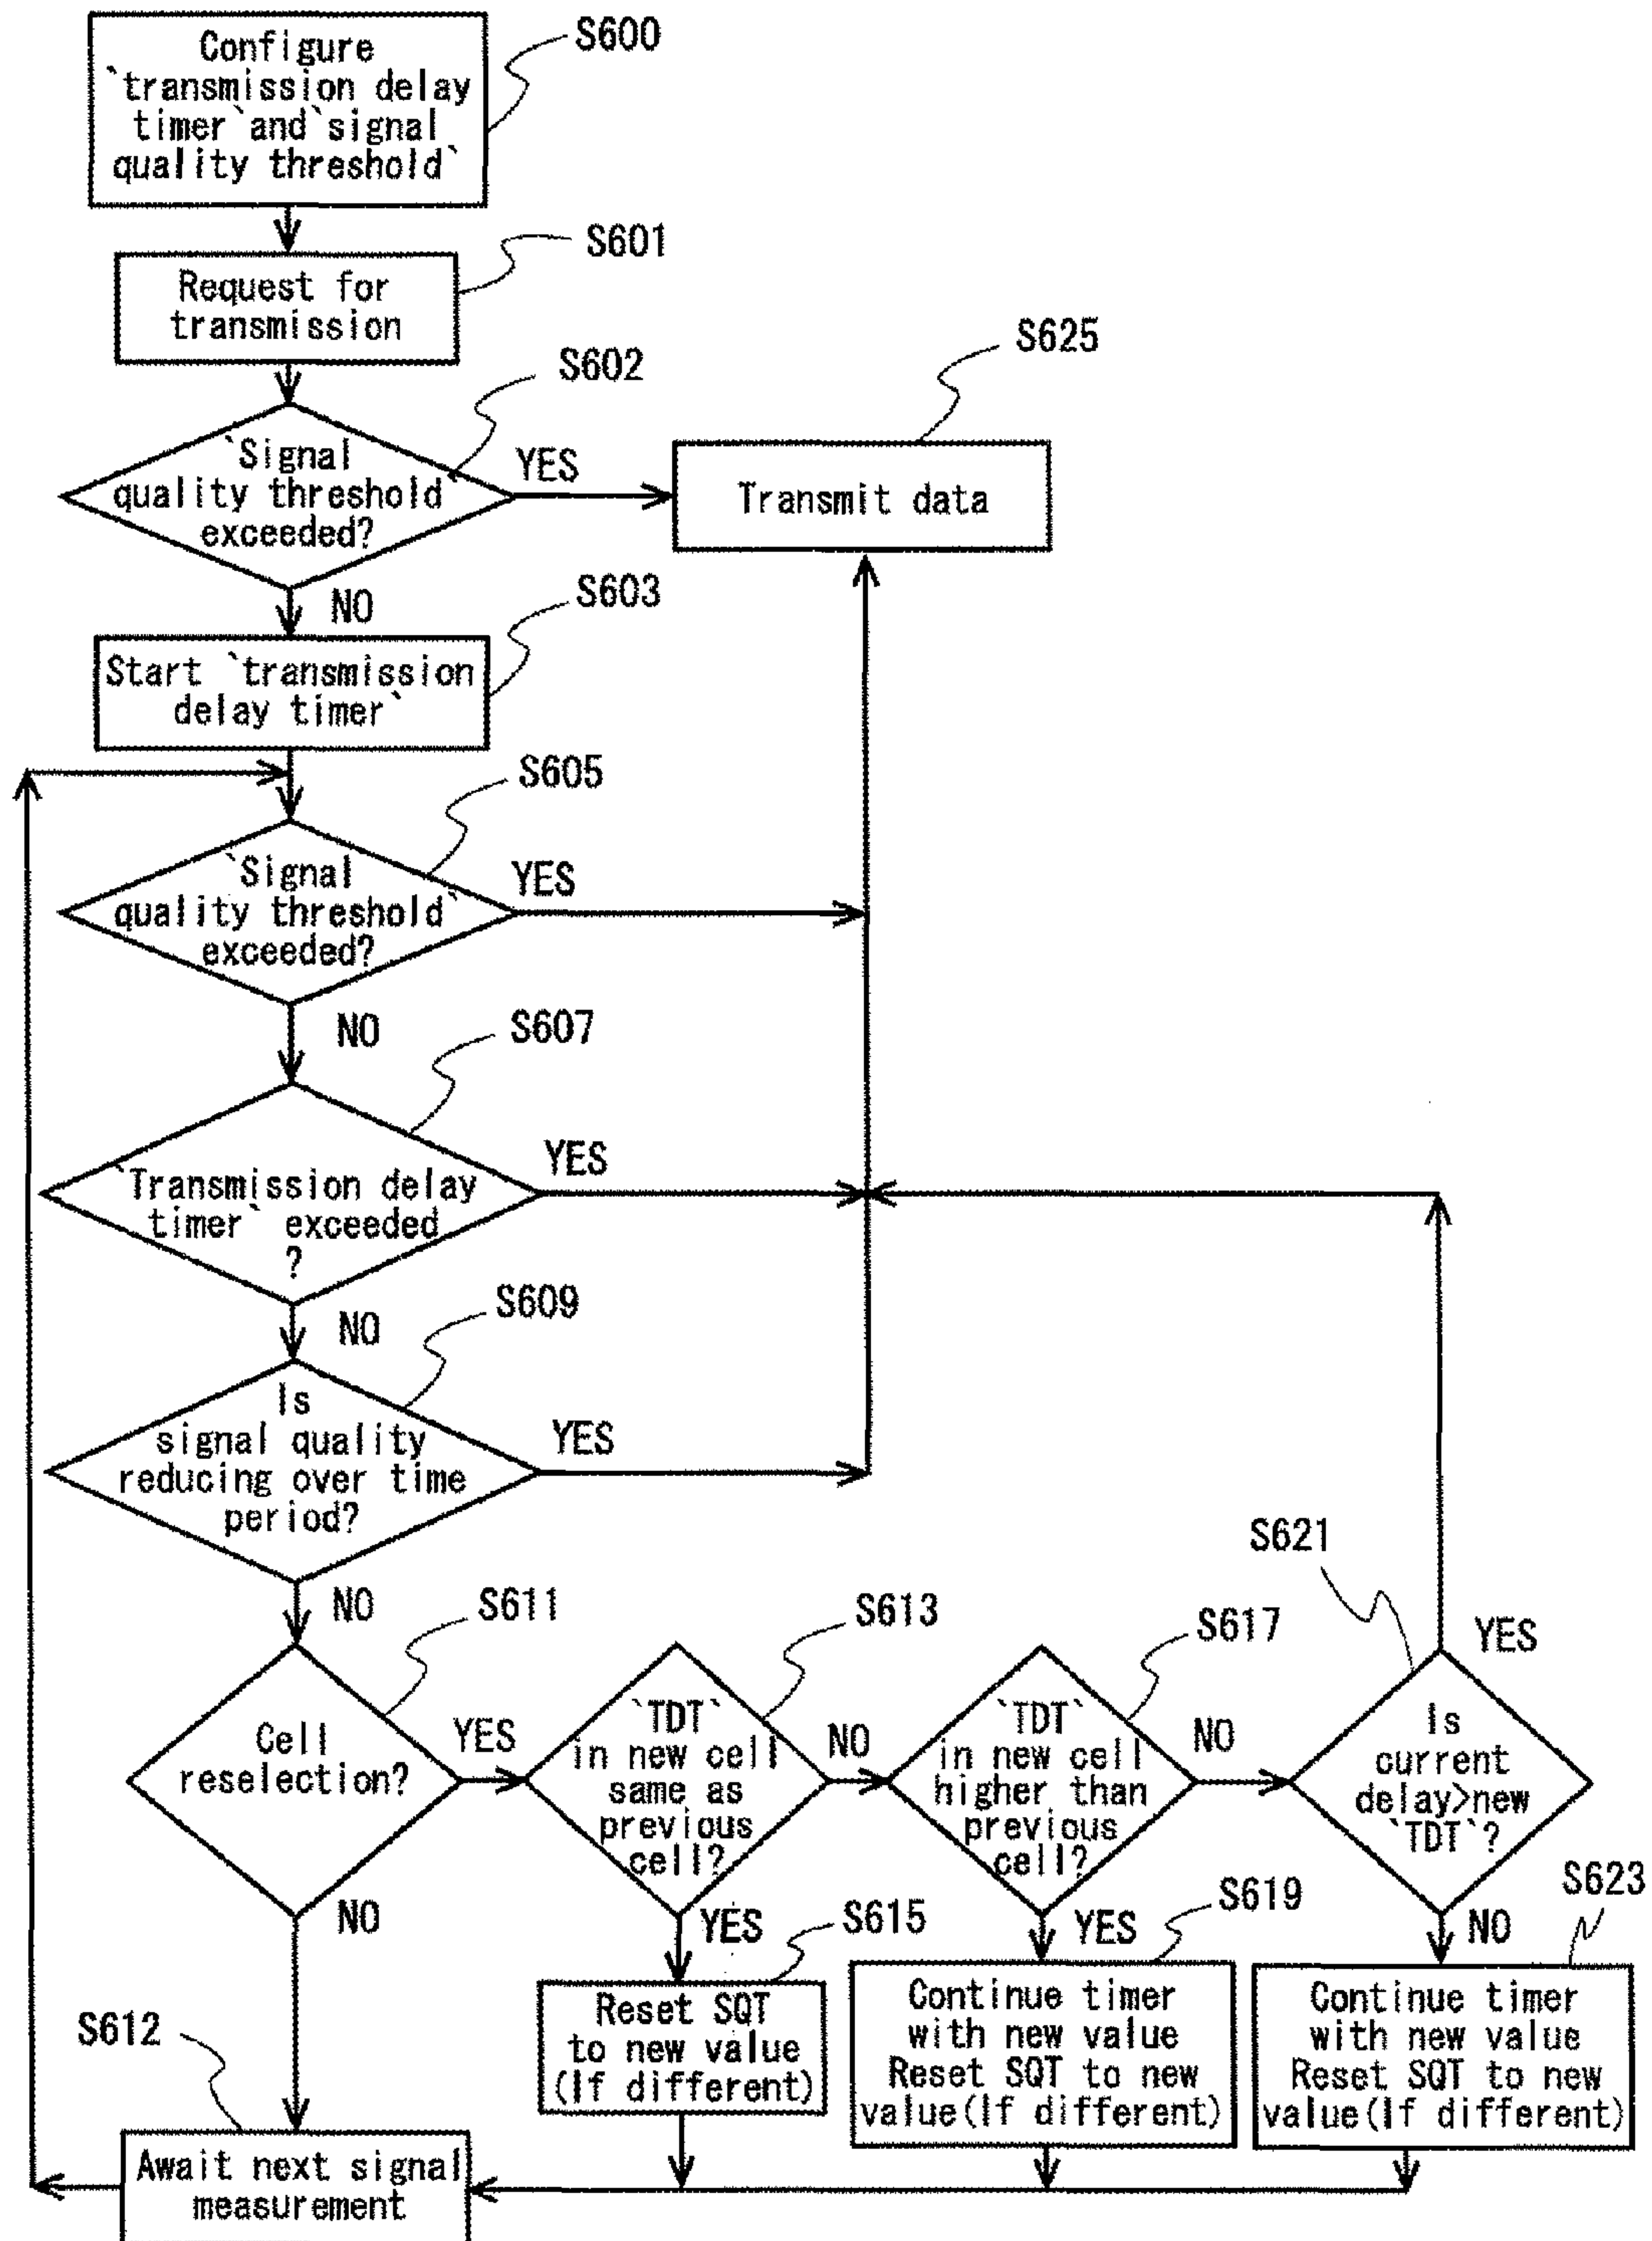 Configure
`transmission delay
timer`and`signal
quality threshold`
S600
Request for
transmission
S601
`Signal
quality threshold`
exceeded?
S602
YES
NO
Transmit data
S625
Start `transmission
delay timer`
S603
`Signal
quality threshold`
exceeded?
S605
YES
NO
`Transmission delay
timer` exceeded
?
S607
YES
NO
Is
signal quality
reducing over time
period?
S609
YES
NO
Cell
reselection?
S611
YES
NO
`TDT`
in new cell
same as
previous
cell?
S613
NO
YES
`TDT`
in new cell
higher than
previous
cell?
S617
NO
YES
Is
current
delay>new
`TDT`?
S621
YES
NO
Reset SQT
to new value
(If different)
S615
Continue timer
with new value
Reset SQT to new
value(If different)
S619
Continue timer
with new value
Reset SQT to new
value(If different)
S623
Await next signal
measurement
S612